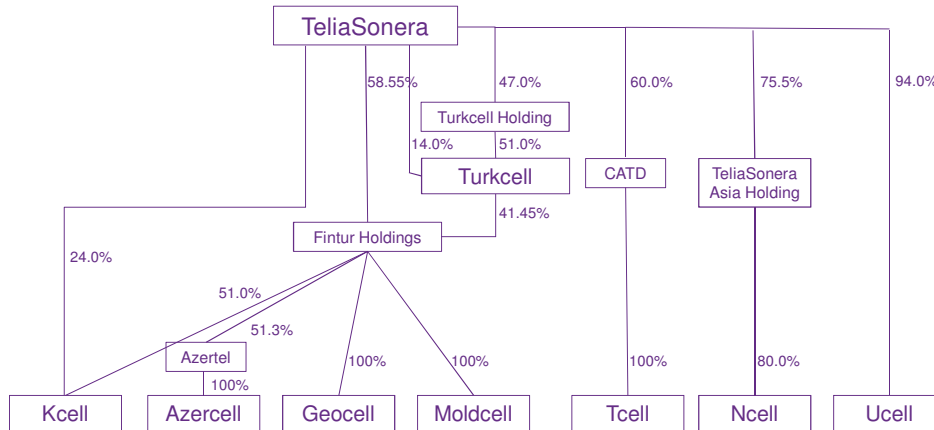 TeliaSonera
58.55%
47.0%
60.0%
75.5%
94.0%
Turkcell Holding
14.0%
51.0%
Turkcell
CATD
TeliaSonera
Asia Holding
41.45%
Fintur Holdings
24.0%
51.0%
51.3%
Azertel
100%
100%
100%
100%
80.0%
Kcell
Azercell
Geocell
Moldcell
Tcell
Ncell
Ucell